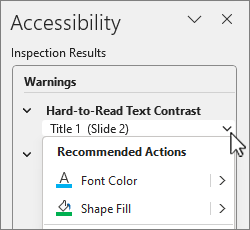 Accessibility
Inspection Results
Warnings
Hard-to-Read Text Contrast
Title 1 (Slide 2)
Recommended Actions
Font Color
Shape Fill